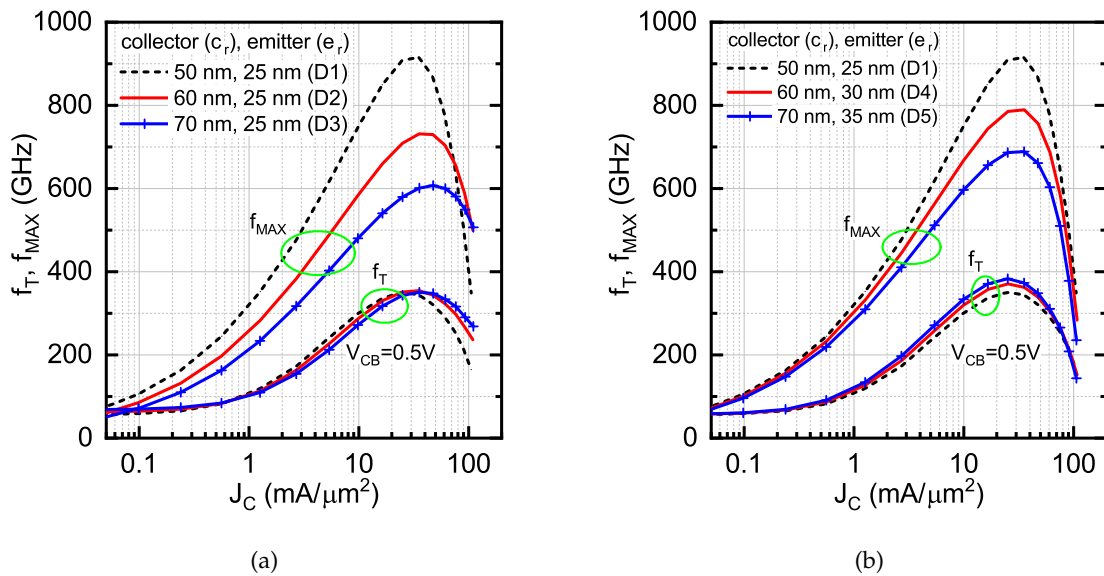 1000
800
600
400
200
0
f_T, f_MAX (GHz)
collector (c_r), emitter (e_r)
50 nm, 25 nm (D1)
60 nm, 25 nm (D2)
70 nm, 25 nm (D3)
f_MAX
f_T
V_CB=0.5V
0.1 1 10 100
J_C (mA/μm²)
(a)
1000
800
600
400
200
0
f_T, f_MAX (GHz)
collector (c_r), emitter (e_r)
50 nm, 25 nm (D1)
60 nm, 30 nm (D4)
70 nm, 35 nm (D5)
f_MAX
f_T
V_CB=0.5V
0.1 1 10 100
J_C (mA/μm²)
(b)